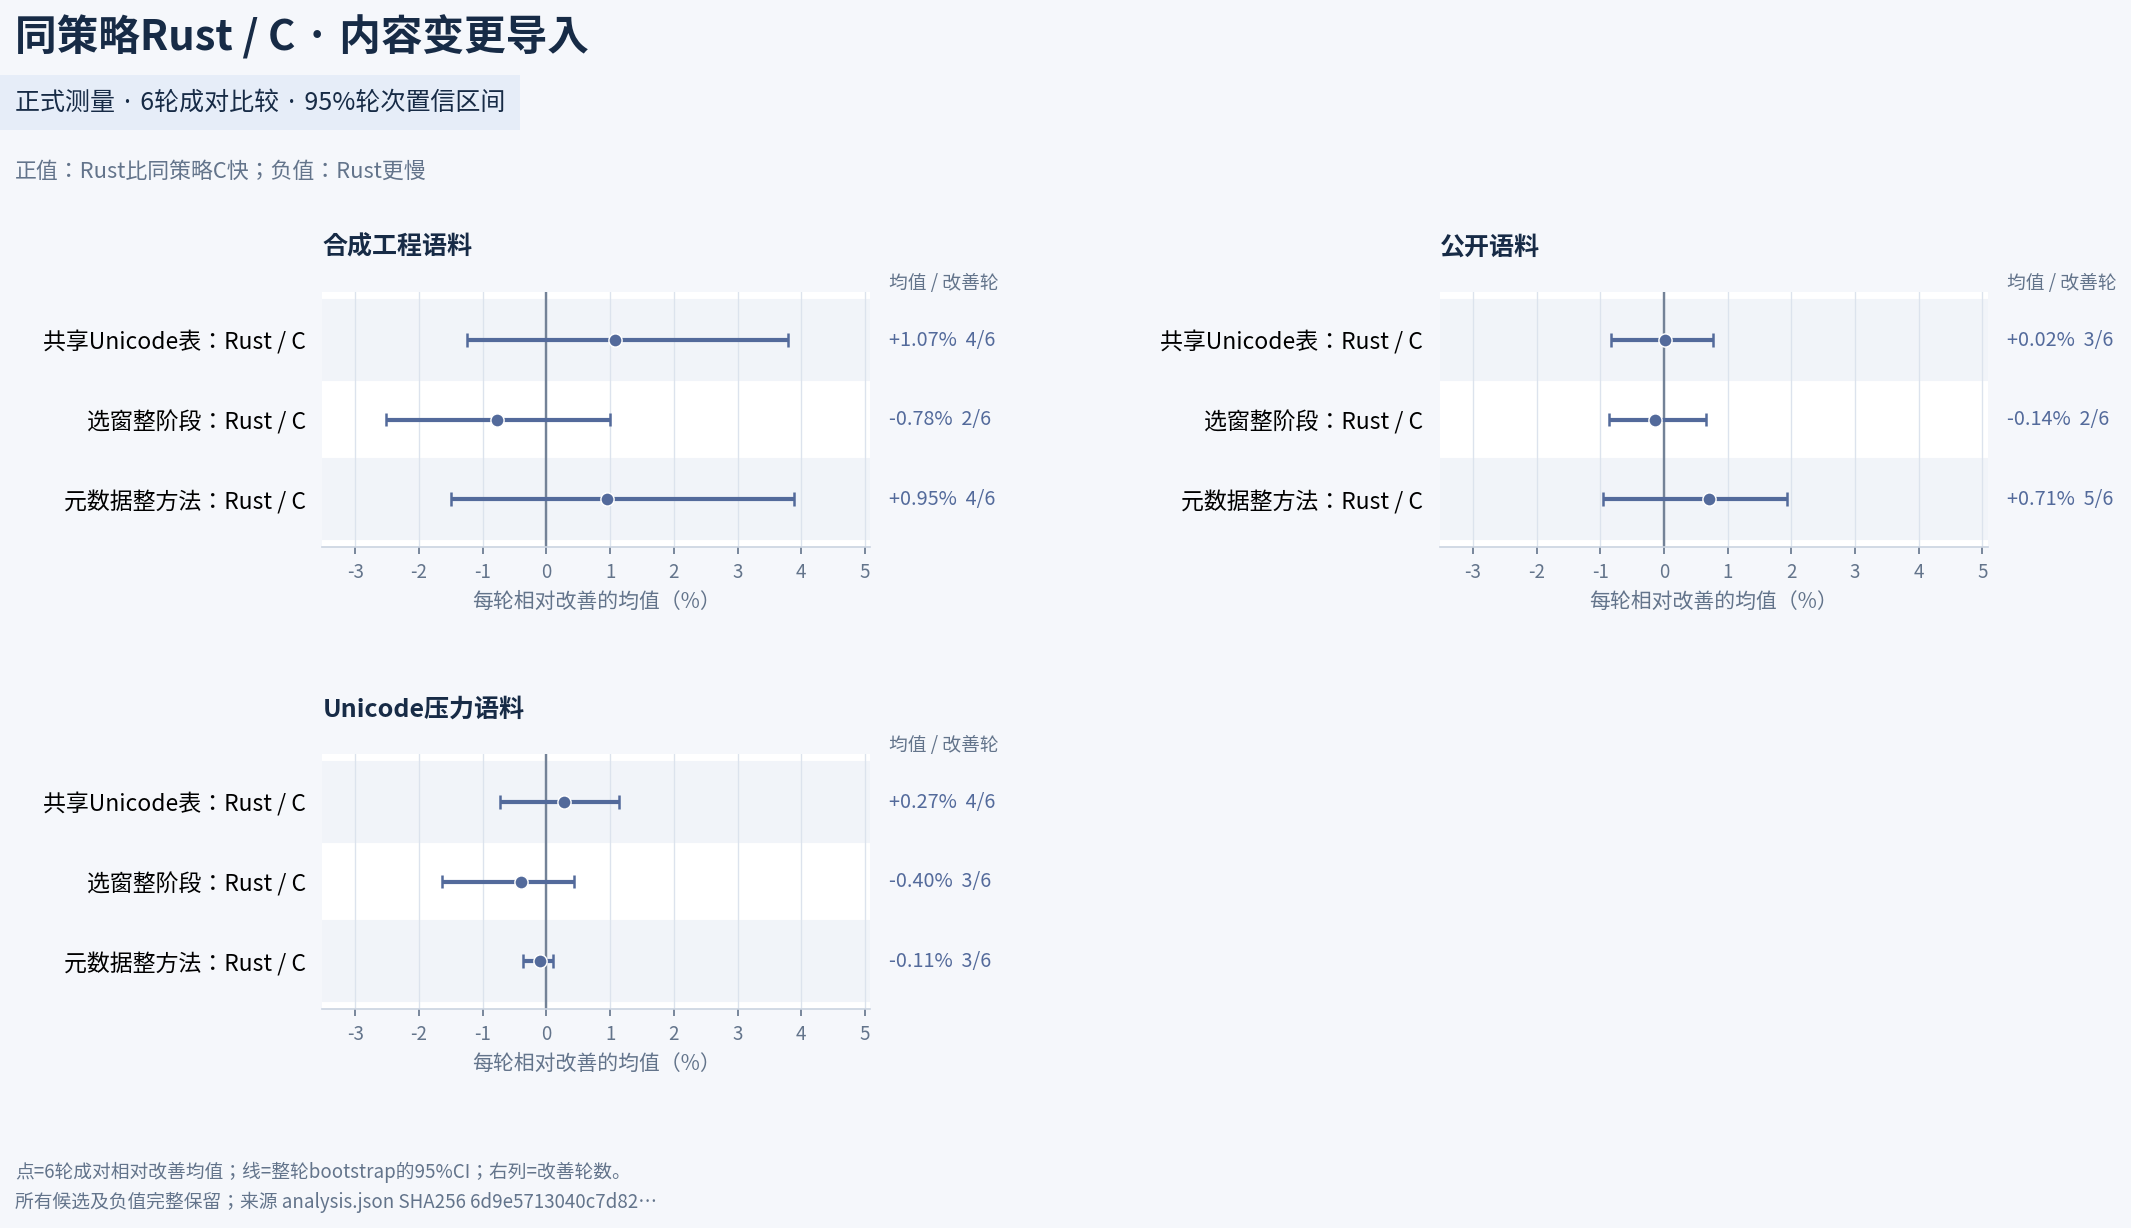 同策略Rust / C · 内容变更导入
正式测量 · 6轮成对比较 · 95%轮次置信区间
正值：Rust比同策略C快；负值：Rust更慢
合成工程语料
均值 / 改善轮
共享Unicode表：Rust / C
+1.07% 4/6
选窗整阶段：Rust / C
-0.78% 2/6
元数据整方法：Rust / C
+0.95% 4/6
-3 -2 -1 0 1 2 3 4 5
每轮相对改善的均值（%）
公开语料
均值 / 改善轮
共享Unicode表：Rust / C
+0.02% 3/6
选窗整阶段：Rust / C
-0.14% 2/6
元数据整方法：Rust / C
+0.71% 5/6
-3 -2 -1 0 1 2 3 4 5
每轮相对改善的均值（%）
Unicode压力语料
均值 / 改善轮
共享Unicode表：Rust / C
+0.27% 4/6
选窗整阶段：Rust / C
-0.40% 3/6
元数据整方法：Rust / C
-0.11% 3/6
-3 -2 -1 0 1 2 3 4 5
每轮相对改善的均值（%）
点=6轮成对相对改善均值；线=整轮bootstrap的95%CI；右列=改善轮数。
所有候选及负值完整保留；来源 analysis.json SHA256 6d9e5713040c7d82…